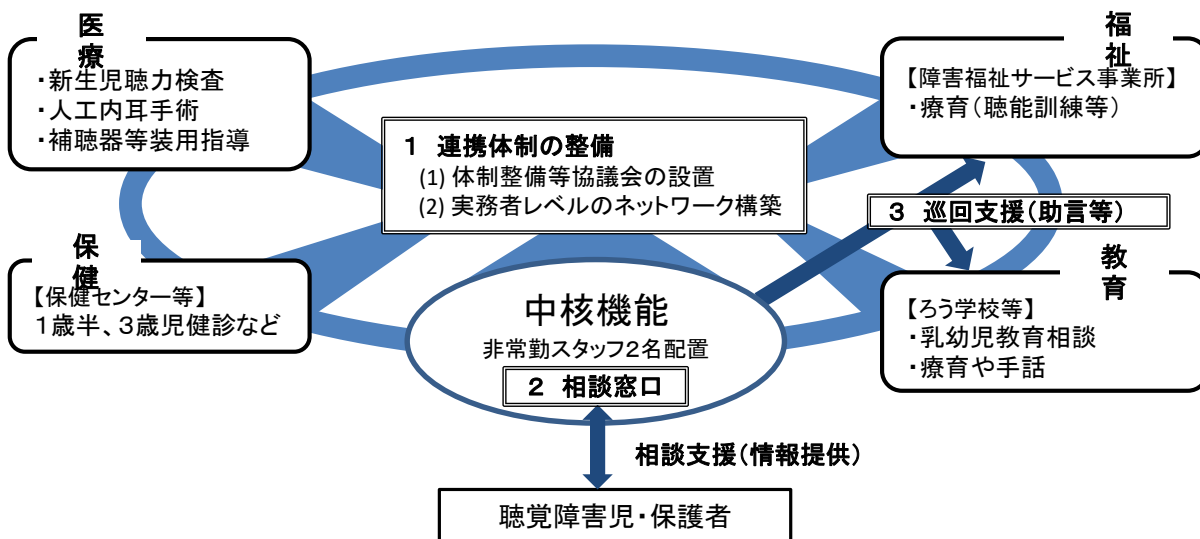 医
療
・新生児聴力検査
・人工内耳手術
・補聴器等装用指導
福
祉
【障害福祉サービス事業所】
・療育（聴能訓練等）
１ 連携体制の整備
(1) 体制整備等協議会の設置
(2) 実務者レベルのネットワーク構築
３ 巡回支援（助言等）
保
健
【保健センター等】
１歳半、３歳児健診など
教
育
【ろう学校等】
・乳幼児教育相談
・療育や手話
中核機能
非常勤スタッフ２名配置
２ 相談窓口
相談支援（情報提供）
聴覚障害児・保護者